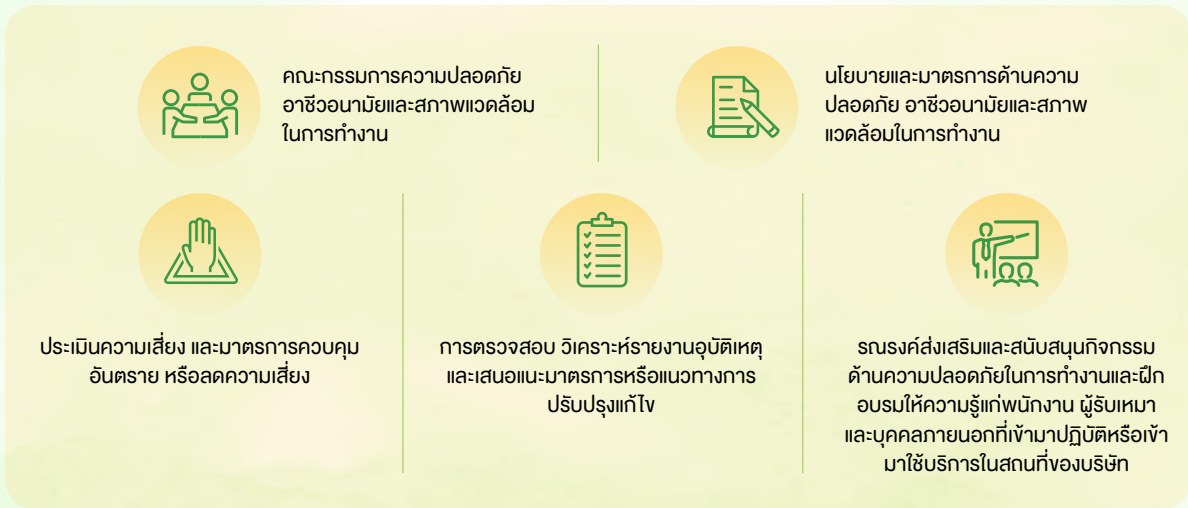 คณะกรรมการความปลอดภัย
อาชีวอนามัยและสภาพแวดล้อม
ในการทำงาน
นโยบายและมาตรการด้านความ
ปลอดภัย อาชีวอนามัยและสภาพ
แวดล้อมในการทำงาน
ประเมินความเสี่ยง และมาตรการควบคุม
อันตราย หรือลดความเสี่ยง
การตรวจสอบ วิเคราะห์รายงานอุบัติเหตุ
และเสนอแนะมาตรการหรือแนวทางการ
ปรับปรุงแก้ไข
รณรงค์ส่งเสริมและสนับสนุนกิจกรรม
ด้านความปลอดภัยในการทำงานและฝึก
อบรมให้ความรู้แก่พนักงาน ผู้รับเหมา
และบุคคลภายนอกที่เข้ามาปฏิบัติหรือเข้า
มาใช้บริการในสถานที่ของบริษัท